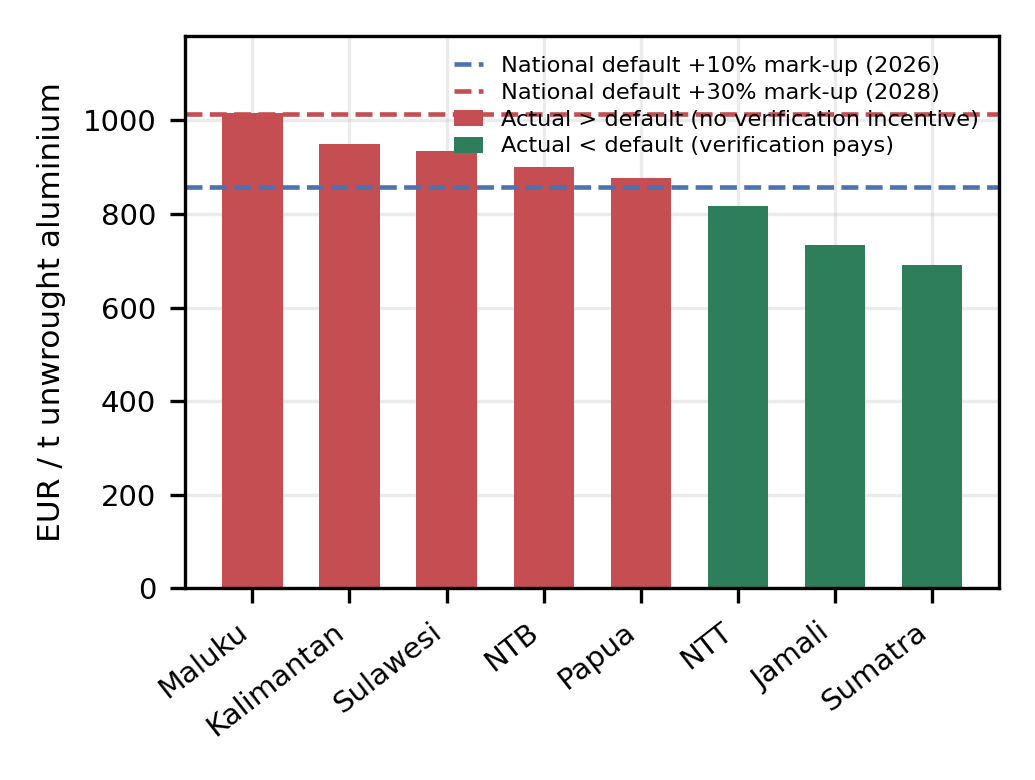 National default +10% mark-up (2026)
National default +30% mark-up (2028)
Actual > default (no verification incentive)
Actual < default (verification pays)
EUR / t unwrought aluminium
1000
800
600
400
200
0
Maluku
Kalimantan
Sulawesi
NTB
Papua
NTT
Jamali
Sumatra